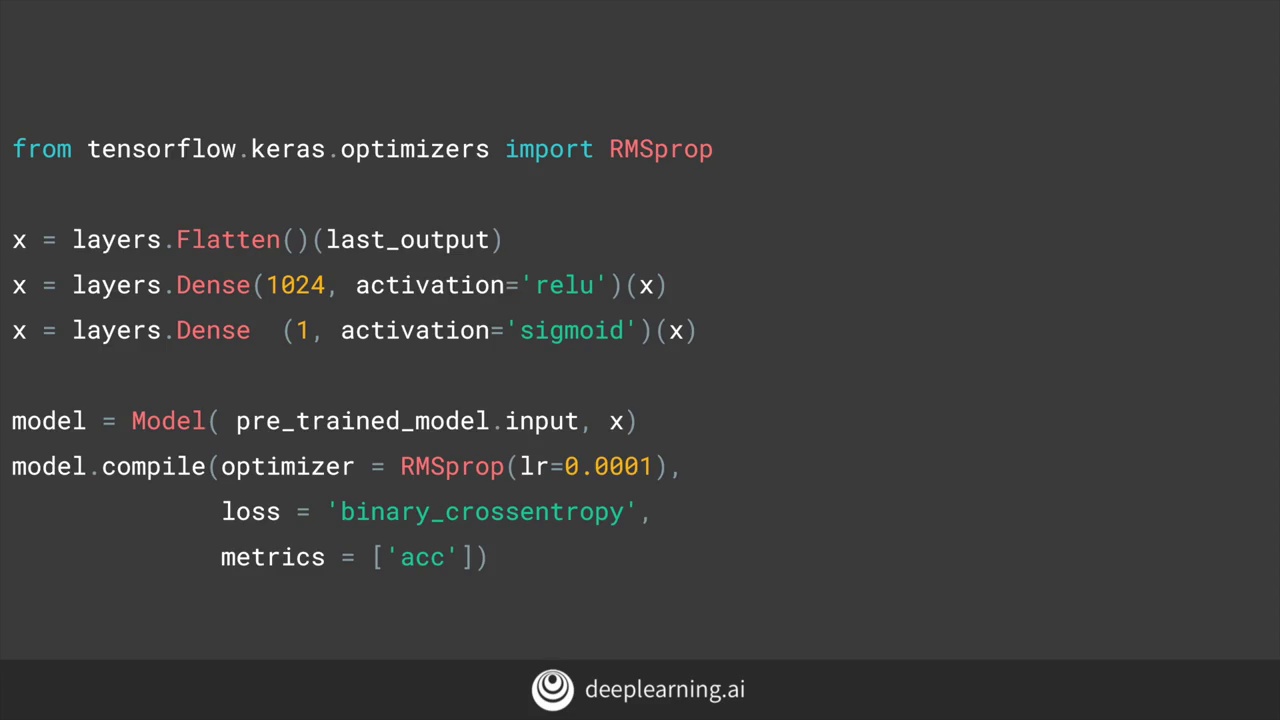 from tensorflow.keras.optimizers import RMSprop
x = layers.Flatten()(last_output)
x = layers.Dense(1024, activation='relu')(x)
x = layers.Dense  (1, activation='sigmoid')(x)
model = Model( pre_trained_model.input, x)
model.compile(optimizer = RMSprop(lr=0.0001),
              loss = 'binary_crossentropy',
              metrics = ['acc'])
deeplearning.ai